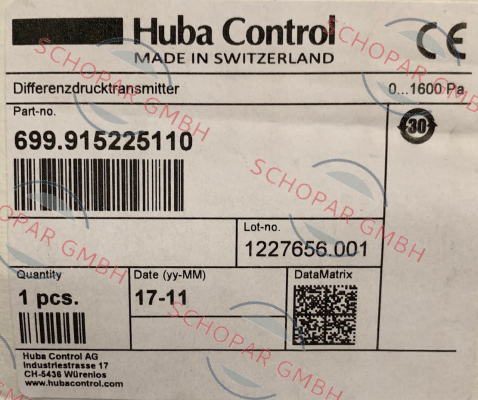 Huba Control
MADE IN SWITZERLAND
CE
Differenzdrucktransmitter 0...1600 Pa
Part-no.
699.915225110
30
Lot-no.
1227656.001
Quantity
1 pcs.
Date (yy-MM)
17-11
DataMatrix
Huba Control AG
Industriestrasse 17
CH-5436 Würenlos
www.hubacontrol.com
SCHOPAR GMBH
SCHOPAR GMBH
SCHOPAR GMBH
SCHOPAR GMBH
SCHOPAR GMBH